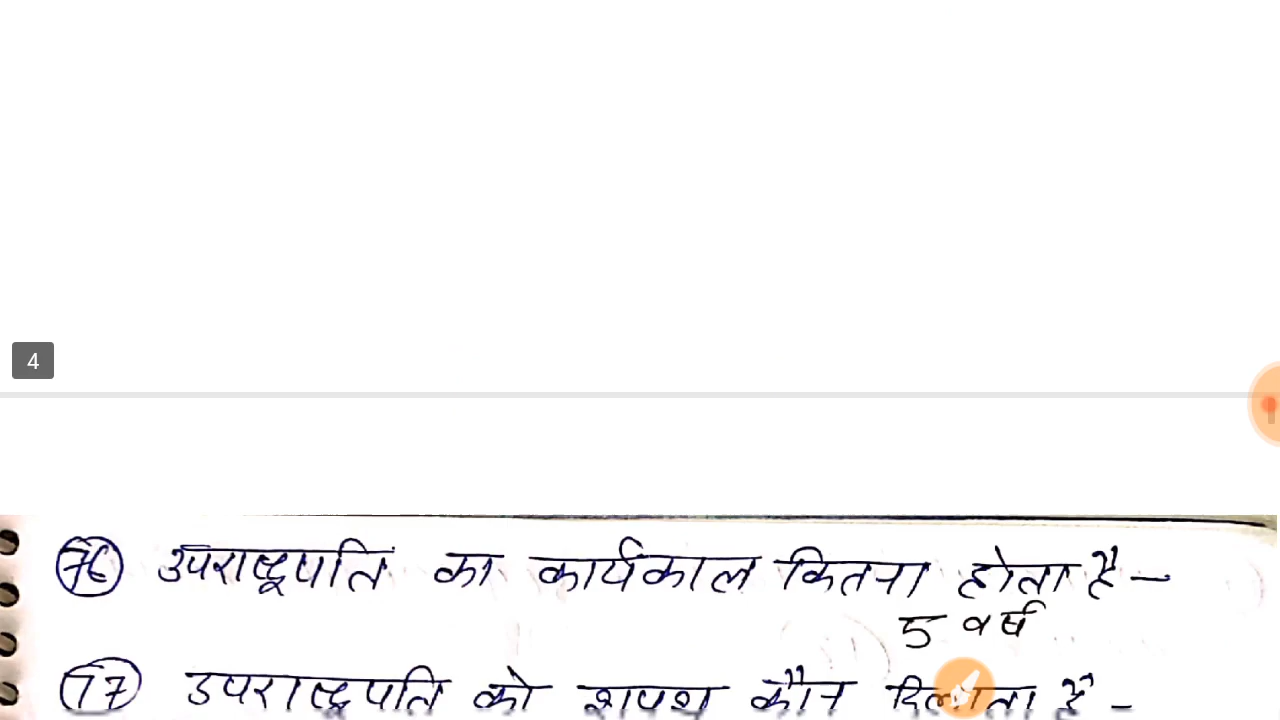 4
76 उपराष्ट्रपति का कार्यकाल कितना होता है –
5 वर्ष
77 उपराष्ट्रपति को शपथ कौन दिलाता है –